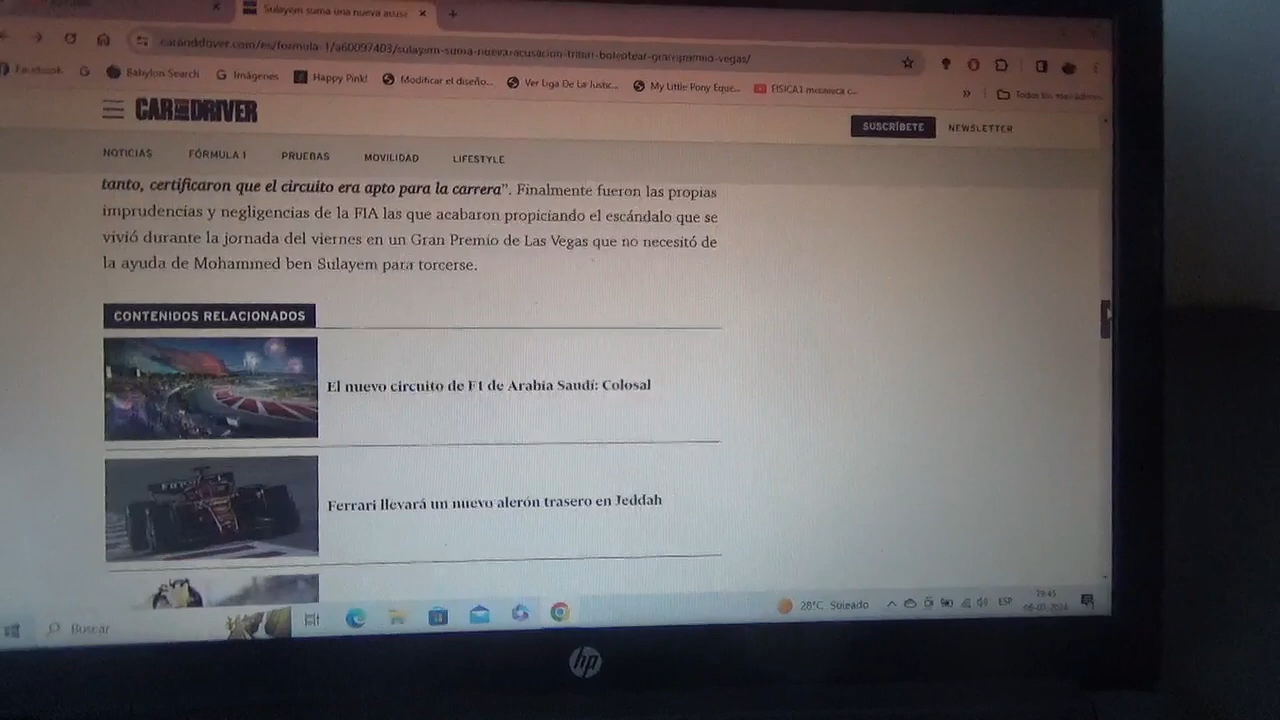 Sulayem suma una nueva acuse
caranddriver.com/es/formula-1/a60097403/sulayem-suma-nueva-acusacion-tratar-boicotear-gran-premio-vegas/
Facebook Babylon Search Imágenes Happy Pink! Modificar el diseño... Ver Liga De La Justic... My Little Pony Eque... FISICA1 mecanica c... » Todos los marcadores
CAR AND DRIVER
SUSCRÍBETE NEWSLETTER
NOTICIAS FÓRMULA 1 PRUEBAS MOVILIDAD LIFESTYLE
tanto, certificaron que el circuito era apto para la carrera". Finalmente fueron las propias
imprudencias y negligencias de la FIA las que acabaron propiciando el escándalo que se
vivió durante la jornada del viernes en un Gran Premio de Las Vegas que no necesitó de
la ayuda de Mohammed ben Sulayem para torcerse.
CONTENIDOS RELACIONADOS
El nuevo circuito de F1 de Arabia Saudí: Colosal
Ferrari llevará un nuevo alerón trasero en Jeddah
Buscar
28°C Soleado
ESP
hp